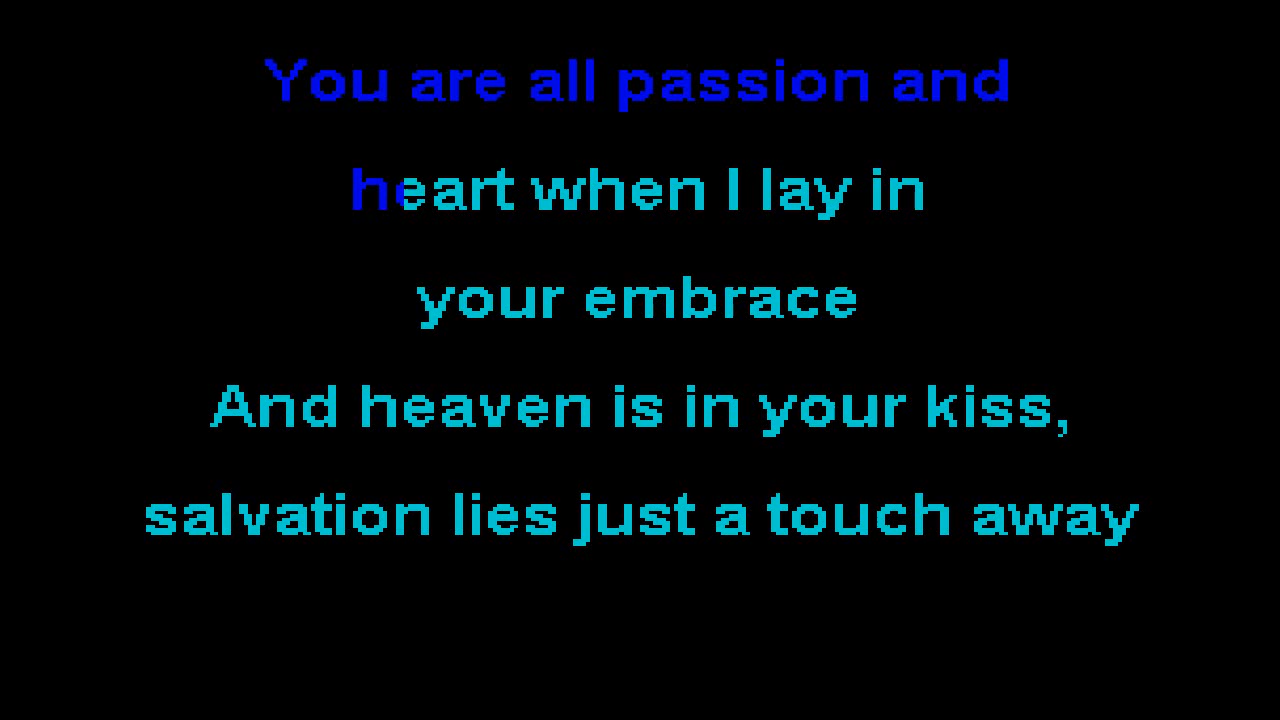 You are all passion and
heart when I lay in
your embrace
And heaven is in your kiss,
salvation lies just a touch away